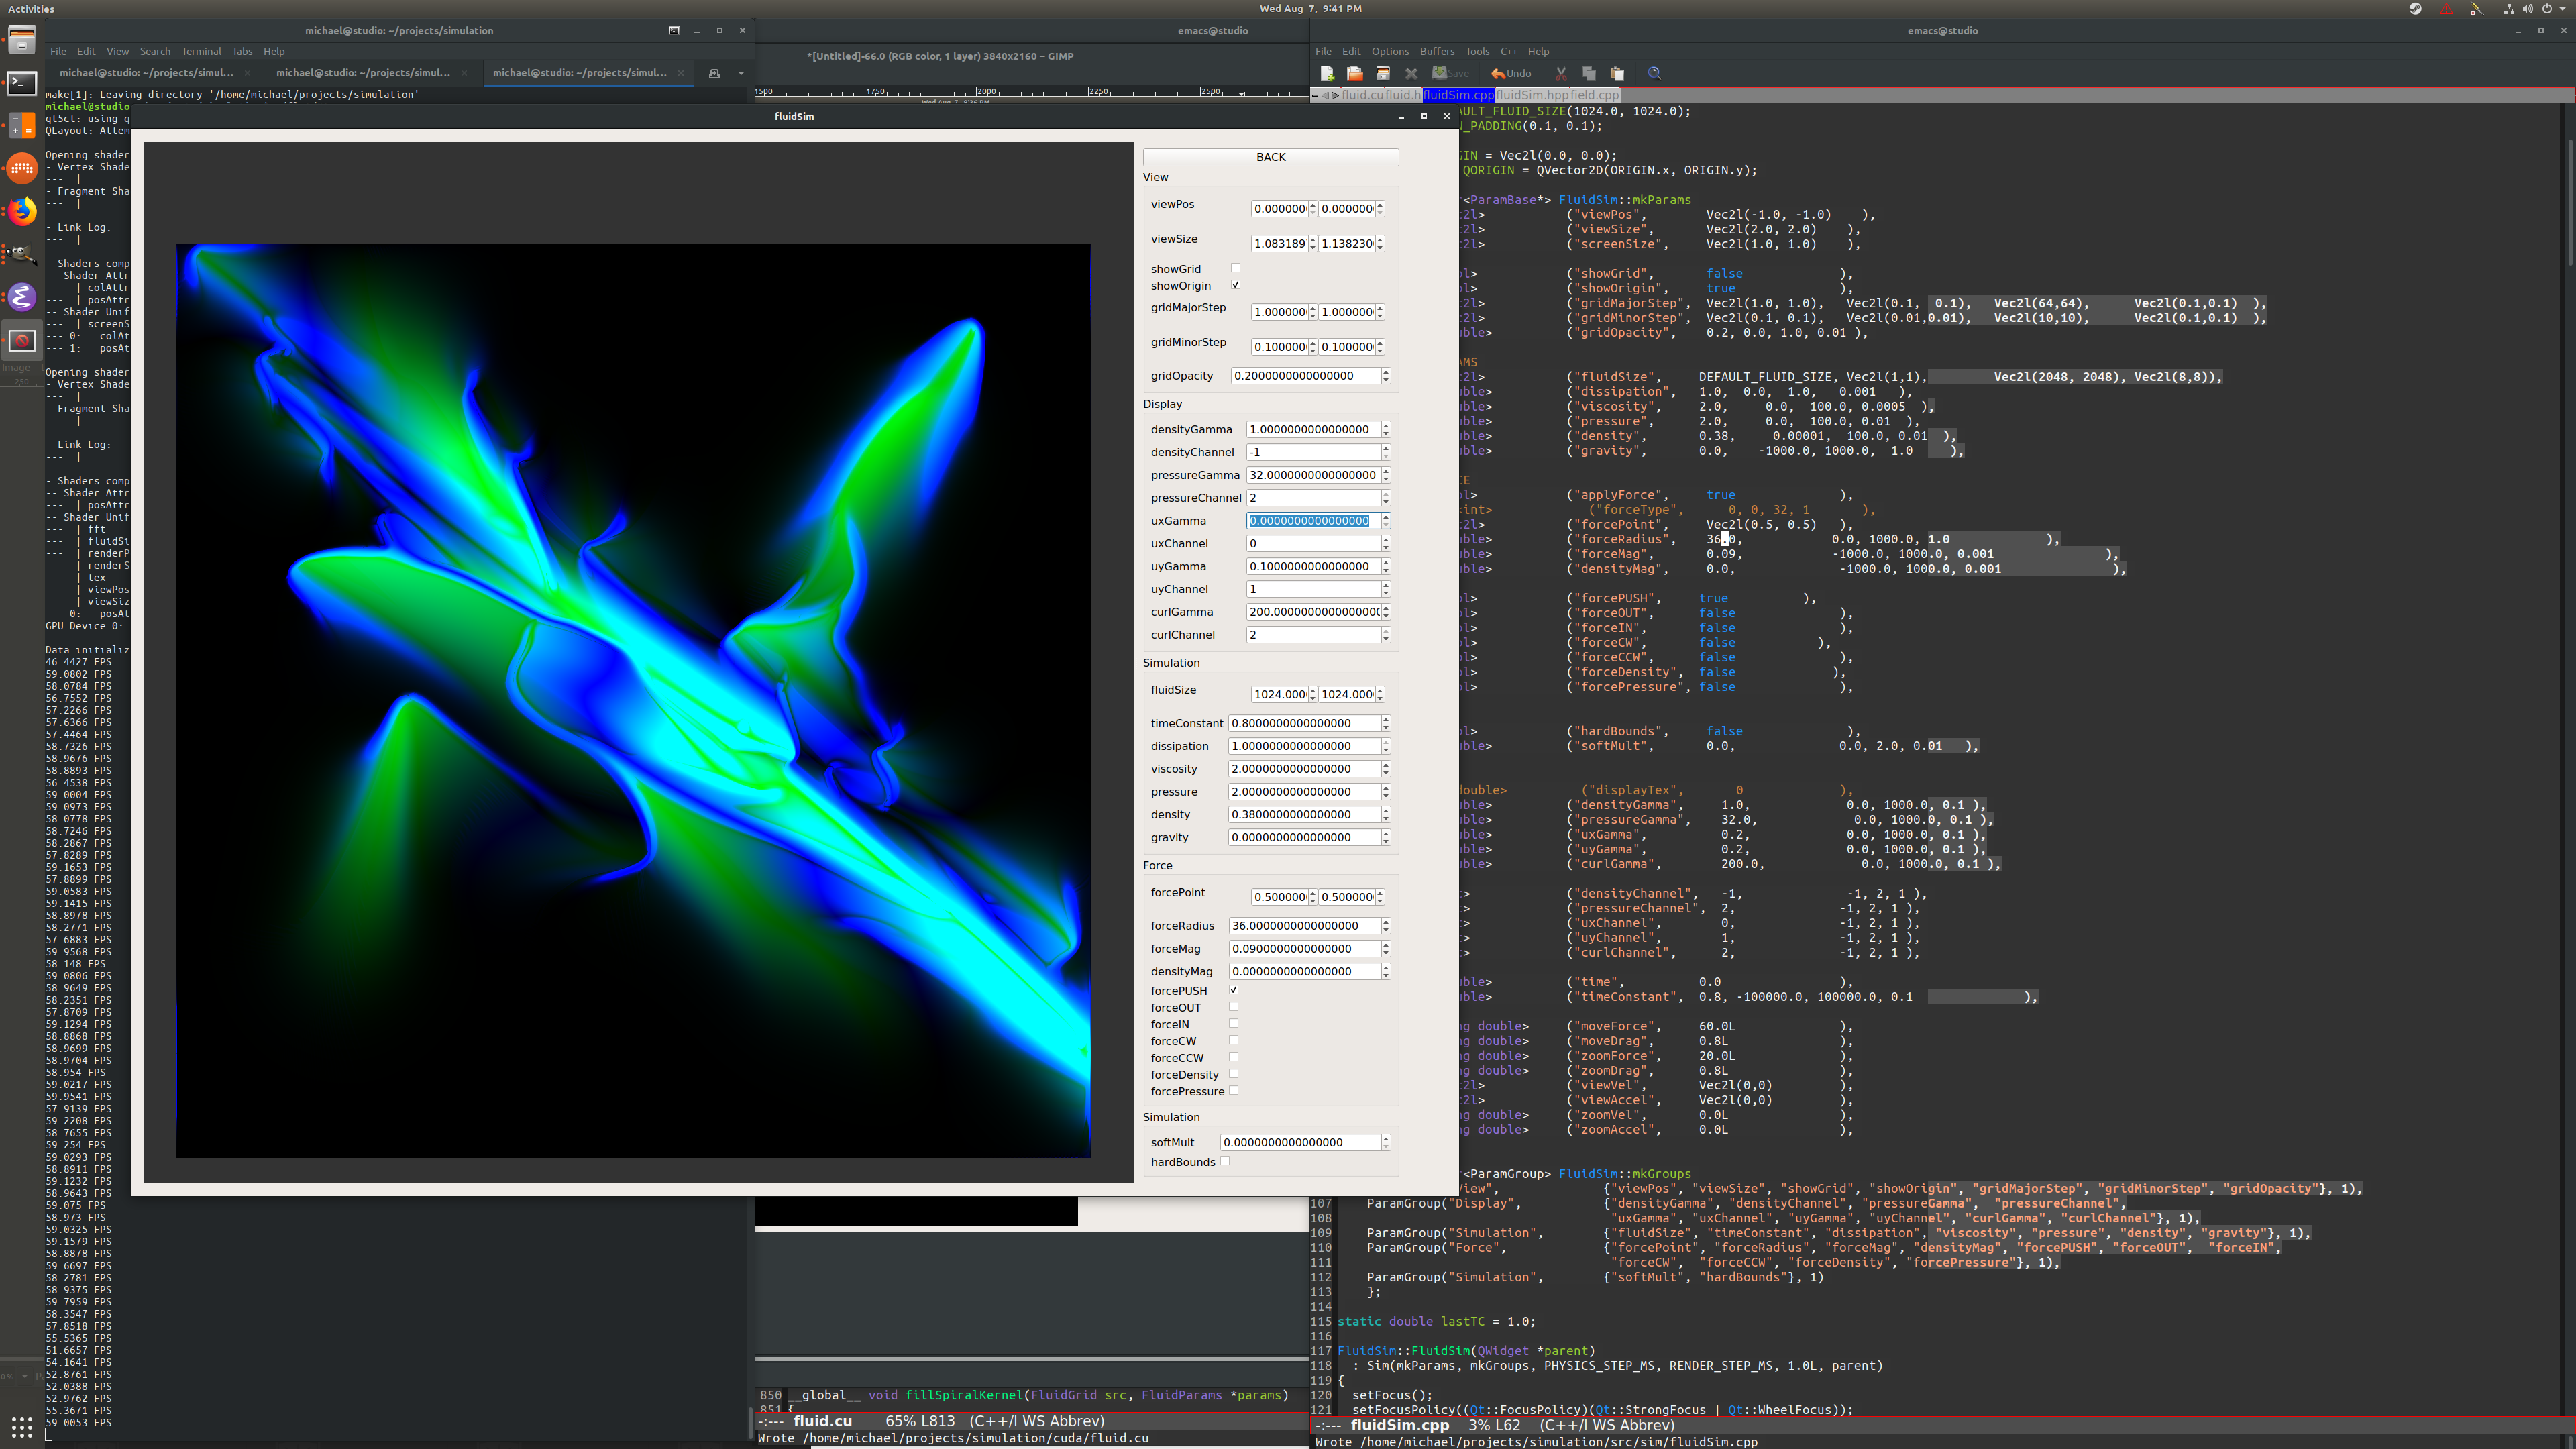 Activities
Wed Aug 7, 9:41 PM
michael@studio: ~/projects/simulation
File Edit View Search Terminal Tabs Help
michael@studio: ~/projects/simul...
michael@studio: ~/projects/simul...
michael@studio: ~/projects/simul...
make[1]: Leaving directory '/home/michael/projects/simulation'
michael@studio
qt5ct: using q
QLayout: Attem
Opening shader
- Vertex Shade
--- |
- Fragment Sha
--- |
- Link Log:
--- |
- Shaders comp
-- Shader Attr
--- | colAttr
--- | posAttr
-- Shader Unif
--- | screenS
--- 0: colAt
--- 1: posAt
Opening shader
- Vertex Shade
--- |
- Fragment Sha
--- |
- Link Log:
--- |
- Shaders comp
-- Shader Attr
--- | posAttr
-- Shader Unif
--- | fft
--- | fluidSi
--- | renderP
--- | renderS
--- | tex
--- | viewPos
--- | viewSiz
--- 0: posAt
GPU Device 0:
Data initializ
46.4427 FPS
59.0802 FPS
58.0784 FPS
56.7552 FPS
57.2266 FPS
57.6366 FPS
57.4464 FPS
58.7326 FPS
58.9676 FPS
58.8893 FPS
56.4538 FPS
59.0004 FPS
59.0973 FPS
58.0778 FPS
58.7246 FPS
58.2867 FPS
57.8289 FPS
59.1653 FPS
57.8899 FPS
59.0583 FPS
59.1415 FPS
58.8978 FPS
58.2771 FPS
57.6883 FPS
59.9568 FPS
58.148 FPS
59.0806 FPS
58.9649 FPS
58.2351 FPS
57.8709 FPS
59.1294 FPS
58.8868 FPS
58.9699 FPS
58.9704 FPS
58.954 FPS
59.0217 FPS
59.9541 FPS
57.9139 FPS
59.2208 FPS
58.7655 FPS
59.254 FPS
59.0293 FPS
58.8911 FPS
59.1232 FPS
58.9643 FPS
59.075 FPS
58.973 FPS
59.0325 FPS
59.1579 FPS
58.8878 FPS
59.6697 FPS
58.2781 FPS
58.9375 FPS
59.7959 FPS
58.3547 FPS
57.8518 FPS
55.5365 FPS
51.6657 FPS
54.1641 FPS
52.8761 FPS
52.0388 FPS
52.9762 FPS
55.3671 FPS
59.0053 FPS
emacs@studio
*[Untitled]-66.0 (RGB color, 1 layer) 3840x2160 – GIMP
1500 1750 2000 2250 2500
fluidSim
BACK
View
viewPos 0.000000 0.000000
viewSize 1.083189 1.138230
showGrid
showOrigin
gridMajorStep 1.000000 1.000000
gridMinorStep 0.100000 0.100000
gridOpacity 0.2000000000000000
Display
densityGamma 1.0000000000000000
densityChannel -1
pressureGamma 32.0000000000000000
pressureChannel 2
uxGamma 0.0000000000000000
uxChannel 0
uyGamma 0.1000000000000000
uyChannel 1
curlGamma 200.0000000000000000
curlChannel 2
Simulation
fluidSize 1024.000 1024.000
timeConstant 0.8000000000000000
dissipation 1.0000000000000000
viscosity 2.0000000000000000
pressure 2.0000000000000000
density 0.3800000000000000
gravity 0.0000000000000000
Force
forcePoint 0.500000 0.500000
forceRadius 36.0000000000000000
forceMag 0.0900000000000000
densityMag 0.0000000000000000
forcePUSH
forceOUT
forceIN
forceCW
forceCCW
forceDensity
forcePressure
Simulation
softMult 0.0000000000000000
hardBounds
850 __global__ void fillSpiralKernel(FluidGrid src, FluidParams *params)
851 {
-:--- fluid.cu 65% L813 (C++/l WS Abbrev)
Wrote /home/michael/projects/simulation/cuda/fluid.cu
emacs@studio
File Edit Options Buffers Tools C++ Help
Save Undo
fluid.cu fluid.h fluidSim.cpp fluidSim.hpp field.cpp
AULT_FLUID_SIZE(1024.0, 1024.0);
_PADDING(0.1, 0.1);
GIN = Vec2l(0.0, 0.0);
QORIGIN = QVector2D(ORIGIN.x, ORIGIN.y);
<ParamBase*> FluidSim::mkParams
c2l> ("viewPos", Vec2l(-1.0, -1.0) ),
c2l> ("viewSize", Vec2l(2.0, 2.0) ),
c2l> ("screenSize", Vec2l(1.0, 1.0) ),
ol> ("showGrid", false ),
ol> ("showOrigin", true ),
c2l> ("gridMajorStep", Vec2l(1.0, 1.0), Vec2l(0.1, 0.1), Vec2l(64,64), Vec2l(0.1,0.1) ),
c2l> ("gridMinorStep", Vec2l(0.1, 0.1), Vec2l(0.01,0.01), Vec2l(10,10), Vec2l(0.1,0.1) ),
uble> ("gridOpacity", 0.2, 0.0, 1.0, 0.01 ),
AMS
c2l> ("fluidSize", DEFAULT_FLUID_SIZE, Vec2l(1,1), Vec2l(2048, 2048), Vec2l(8,8)),
uble> ("dissipation", 1.0, 0.0, 1.0, 0.001 ),
uble> ("viscosity", 2.0, 0.0, 100.0, 0.0005 ),
uble> ("pressure", 2.0, 0.0, 100.0, 0.01 ),
uble> ("density", 0.38, 0.00001, 100.0, 0.01 ),
uble> ("gravity", 0.0, -1000.0, 1000.0, 1.0 ),
CE
ol> ("applyForce", true ),
<int> ("forceType", 0, 0, 32, 1 ),
c2l> ("forcePoint", Vec2l(0.5, 0.5) ),
uble> ("forceRadius", 36.0, 0.0, 1000.0, 1.0 ),
uble> ("forceMag", 0.09, -1000.0, 1000.0, 0.001 ),
uble> ("densityMag", 0.0, -1000.0, 1000.0, 0.001 ),
ol> ("forcePUSH", true ),
ol> ("forceOUT", false ),
ol> ("forceIN", false ),
ol> ("forceCW", false ),
ol> ("forceCCW", false ),
ol> ("forceDensity", false ),
ol> ("forcePressure", false ),
ol> ("hardBounds", false ),
uble> ("softMult", 0.0, 0.0, 2.0, 0.01 ),
double> ("displayTex", 0 ),
uble> ("densityGamma", 1.0, 0.0, 1000.0, 0.1 ),
uble> ("pressureGamma", 32.0, 0.0, 1000.0, 0.1 ),
uble> ("uxGamma", 0.2, 0.0, 1000.0, 0.1 ),
uble> ("uyGamma", 0.2, 0.0, 1000.0, 0.1 ),
uble> ("curlGamma", 200.0, 0.0, 1000.0, 0.1 ),
t> ("densityChannel", -1, -1, 2, 1 ),
t> ("pressureChannel", 2, -1, 2, 1 ),
t> ("uxChannel", 0, -1, 2, 1 ),
t> ("uyChannel", 1, -1, 2, 1 ),
t> ("curlChannel", 2, -1, 2, 1 ),
uble> ("time", 0.0 ),
uble> ("timeConstant", 0.8, -100000.0, 100000.0, 0.1 ),
ng double> ("moveForce", 60.0L ),
ng double> ("moveDrag", 0.8L ),
ng double> ("zoomForce", 20.0L ),
ng double> ("zoomDrag", 0.8L ),
c2l> ("viewVel", Vec2l(0,0) ),
c2l> ("viewAccel", Vec2l(0,0) ),
ng double> ("zoomVel", 0.0L ),
ng double> ("zoomAccel", 0.0L ),
<ParamGroup> FluidSim::mkGroups
View", {"viewPos", "viewSize", "showGrid", "showOrigin", "gridMajorStep", "gridMinorStep", "gridOpacity"}, 1),
107 ParamGroup("Display", {"densityGamma", "densityChannel", "pressureGamma", "pressureChannel",
108 "uxGamma", "uxChannel", "uyGamma", "uyChannel", "curlGamma", "curlChannel"}, 1),
109 ParamGroup("Simulation", {"fluidSize", "timeConstant", "dissipation", "viscosity", "pressure", "density", "gravity"}, 1),
110 ParamGroup("Force", {"forcePoint", "forceRadius", "forceMag", "densityMag", "forcePUSH", "forceOUT", "forceIN",
111 "forceCW", "forceCCW", "forceDensity", "forcePressure"}, 1),
112 ParamGroup("Simulation", {"softMult", "hardBounds"}, 1)
113 };
114
115 static double lastTC = 1.0;
116
117 FluidSim::FluidSim(QWidget *parent)
118 : Sim(mkParams, mkGroups, PHYSICS_STEP_MS, RENDER_STEP_MS, 1.0L, parent)
119 {
120 setFocus();
121 setFocusPolicy((Qt::FocusPolicy)(Qt::StrongFocus | Qt::WheelFocus));
-:--- fluidSim.cpp 3% L62 (C++/l WS Abbrev)
Wrote /home/michael/projects/simulation/src/sim/fluidSim.cpp